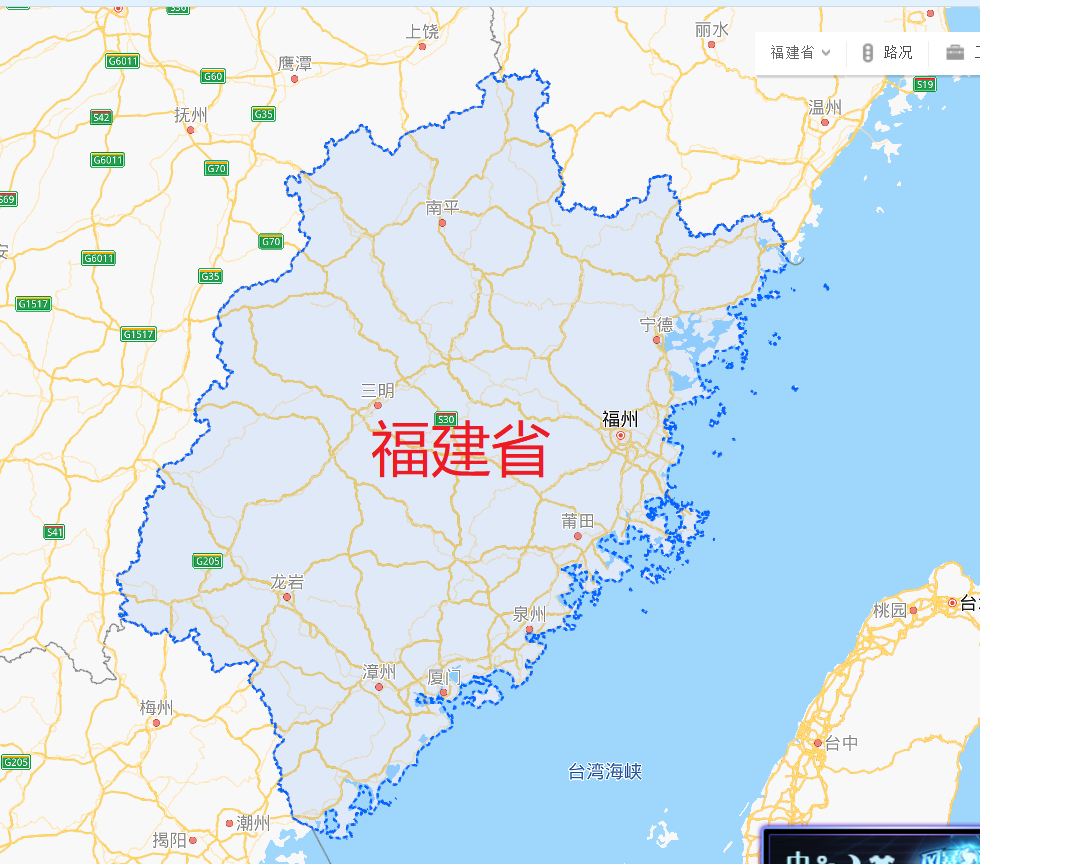 S30
上饶
丽水
福建省
路况
G6011
鹰潭
G60
S19
S42
抚州
G35
温州
G6011
G70
S69
南平
G70
G6011
G35
G1517
宁德
G1517
三明
福州
S30
福建省
莆田
S41
G205
龙岩
泉州
桃园
台
漳州
厦门
梅州
台中
G205
台湾海峡
潮州
揭阳
中